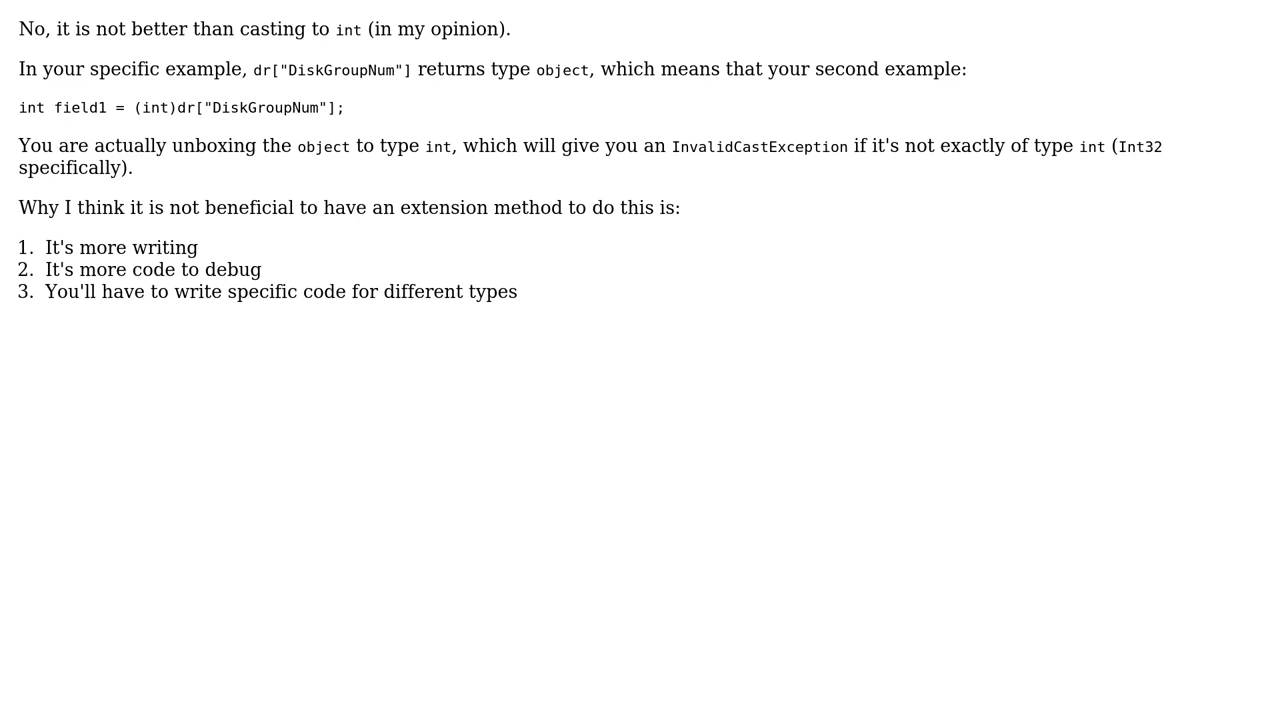 No, it is not better than casting to int (in my opinion).
In your specific example, dr["DiskGroupNum"] returns type object, which means that your second example:
int field1 = (int)dr["DiskGroupNum"];
You are actually unboxing the object to type int, which will give you an InvalidCastException if it's not exactly of type int (Int32
specifically).
Why I think it is not beneficial to have an extension method to do this is:
1. It's more writing
2. It's more code to debug
3. You'll have to write specific code for different types